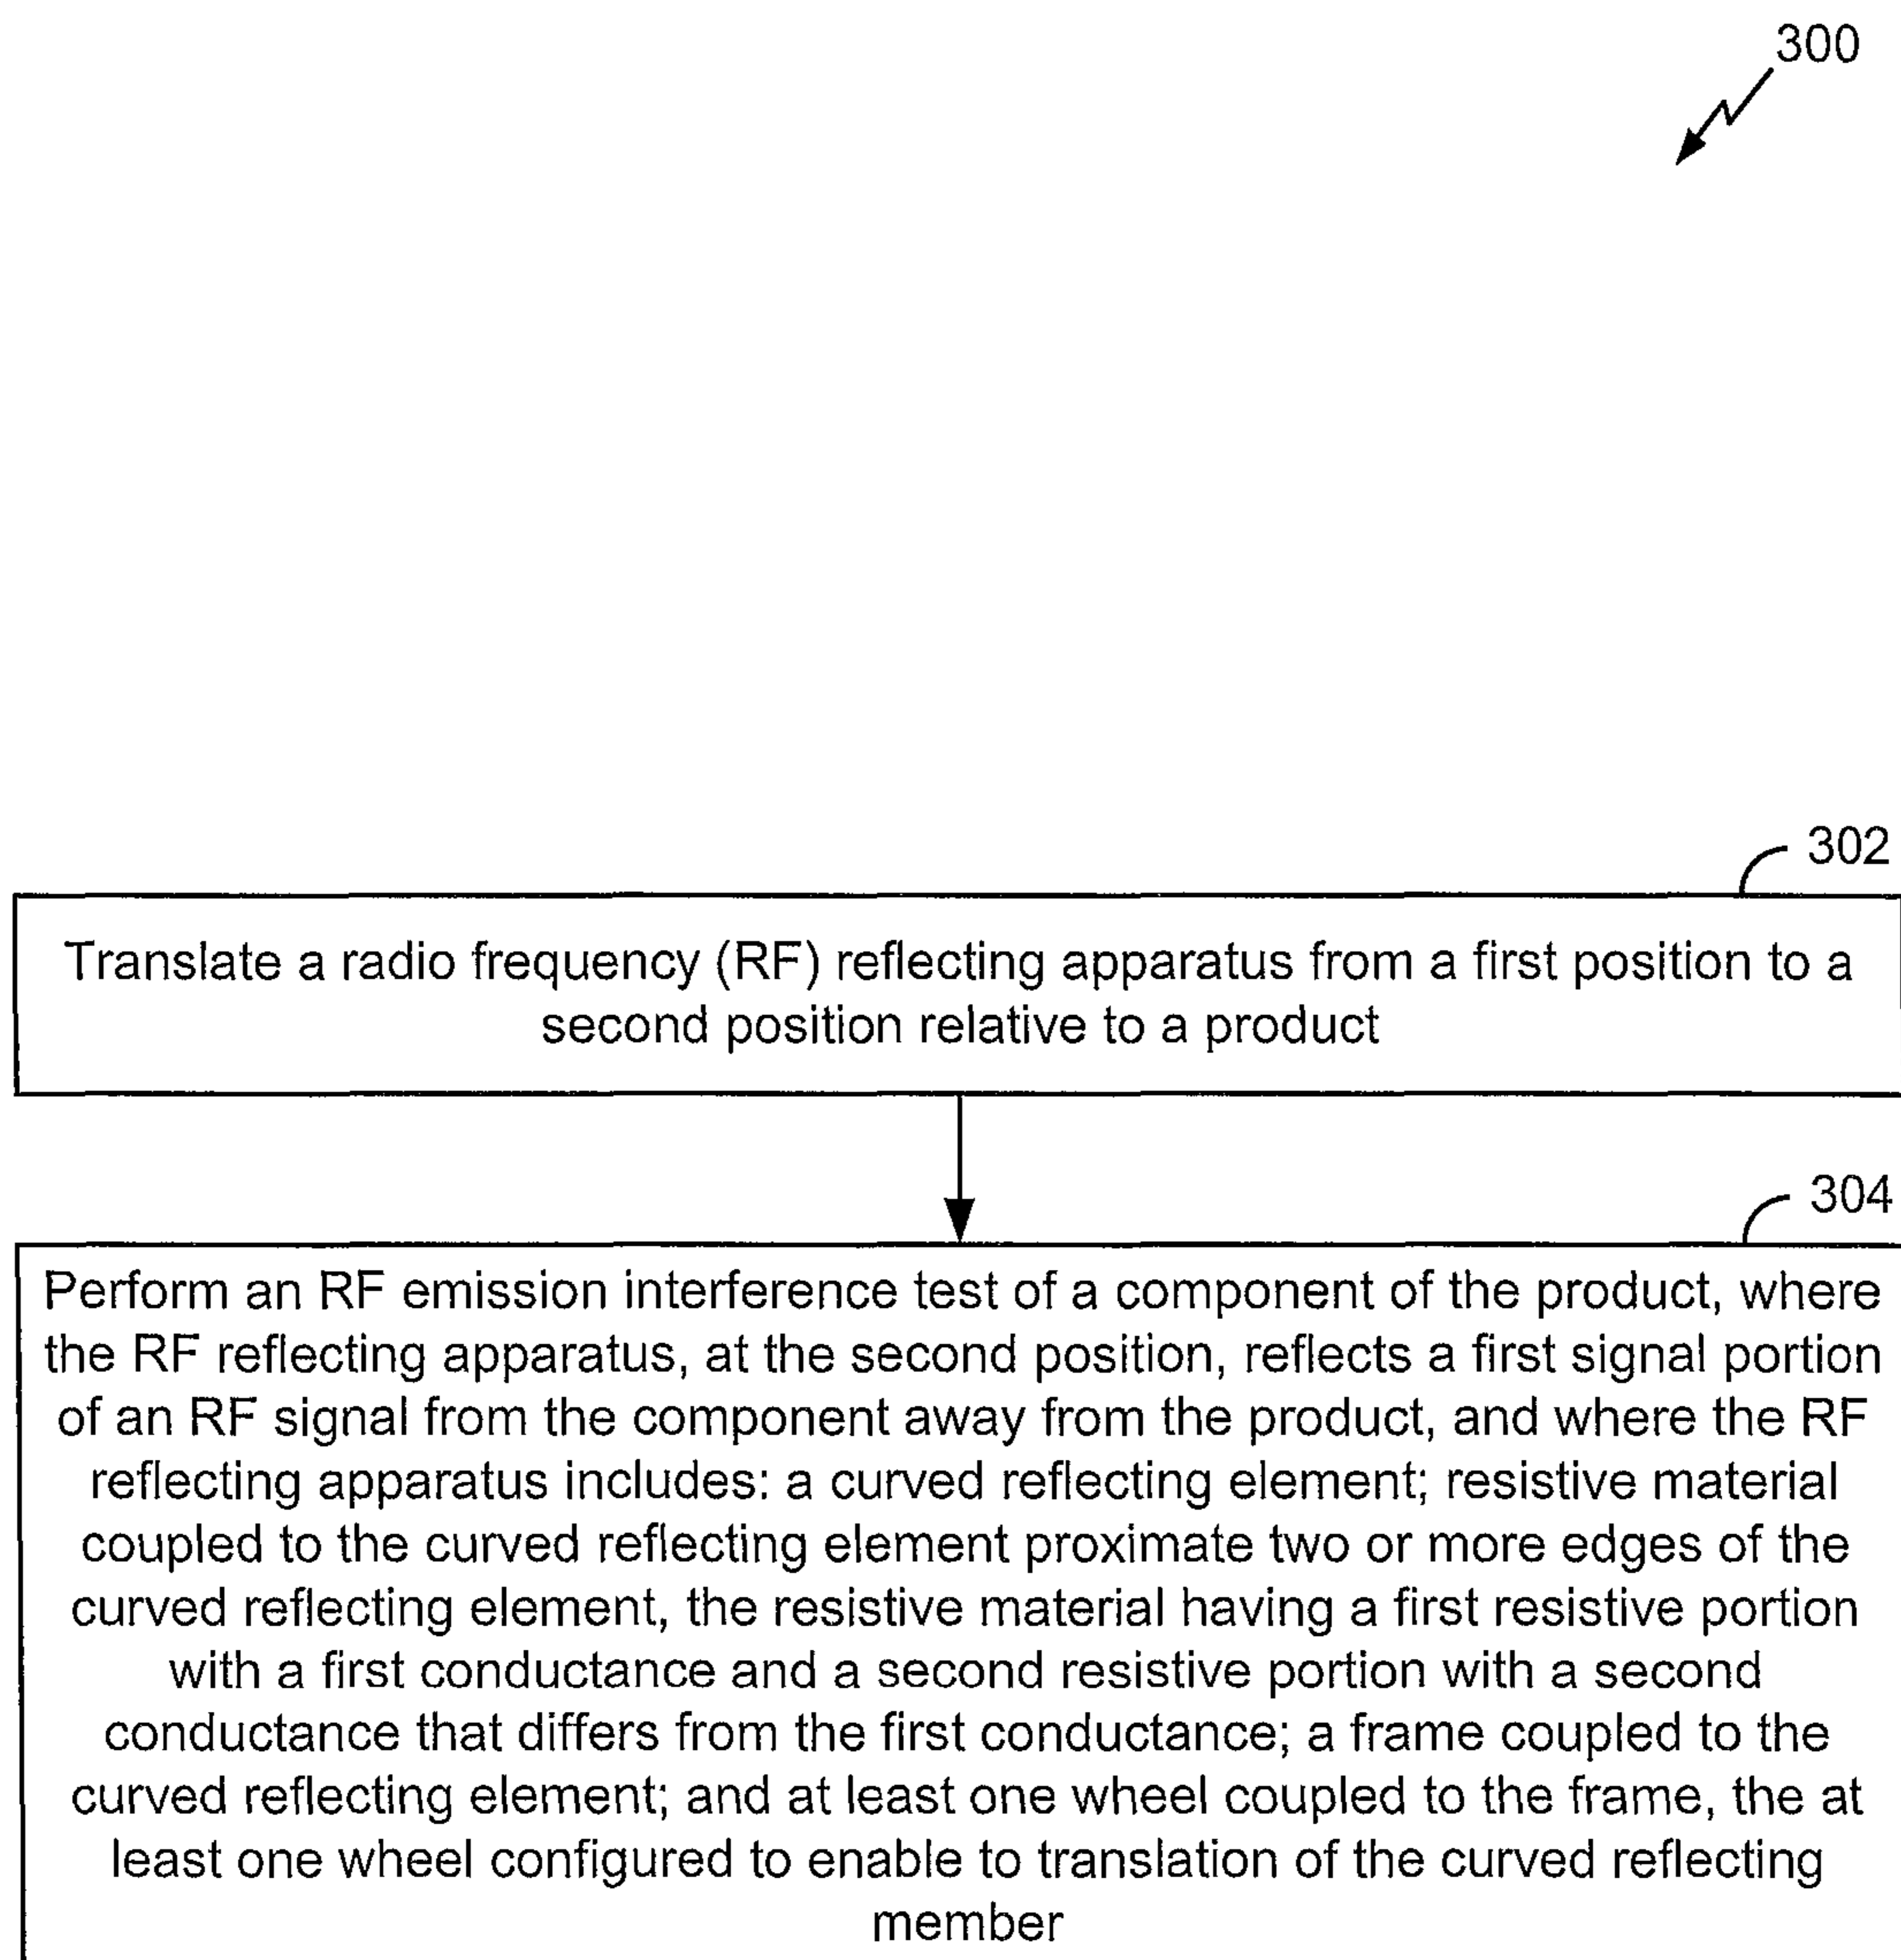 300
302
Translate a radio frequency (RF) reflecting apparatus from a first position to a
second position relative to a product
304
Perform an RF emission interference test of a component of the product, where
the RF reflecting apparatus, at the second position, reflects a first signal portion
of an RF signal from the component away from the product, and where the RF
reflecting apparatus includes: a curved reflecting element; resistive material
coupled to the curved reflecting element proximate two or more edges of the
curved reflecting element, the resistive material having a first resistive portion
with a first conductance and a second resistive portion with a second
conductance that differs from the first conductance; a frame coupled to the
curved reflecting element; and at least one wheel coupled to the frame, the at
least one wheel configured to enable to translation of the curved reflecting
member